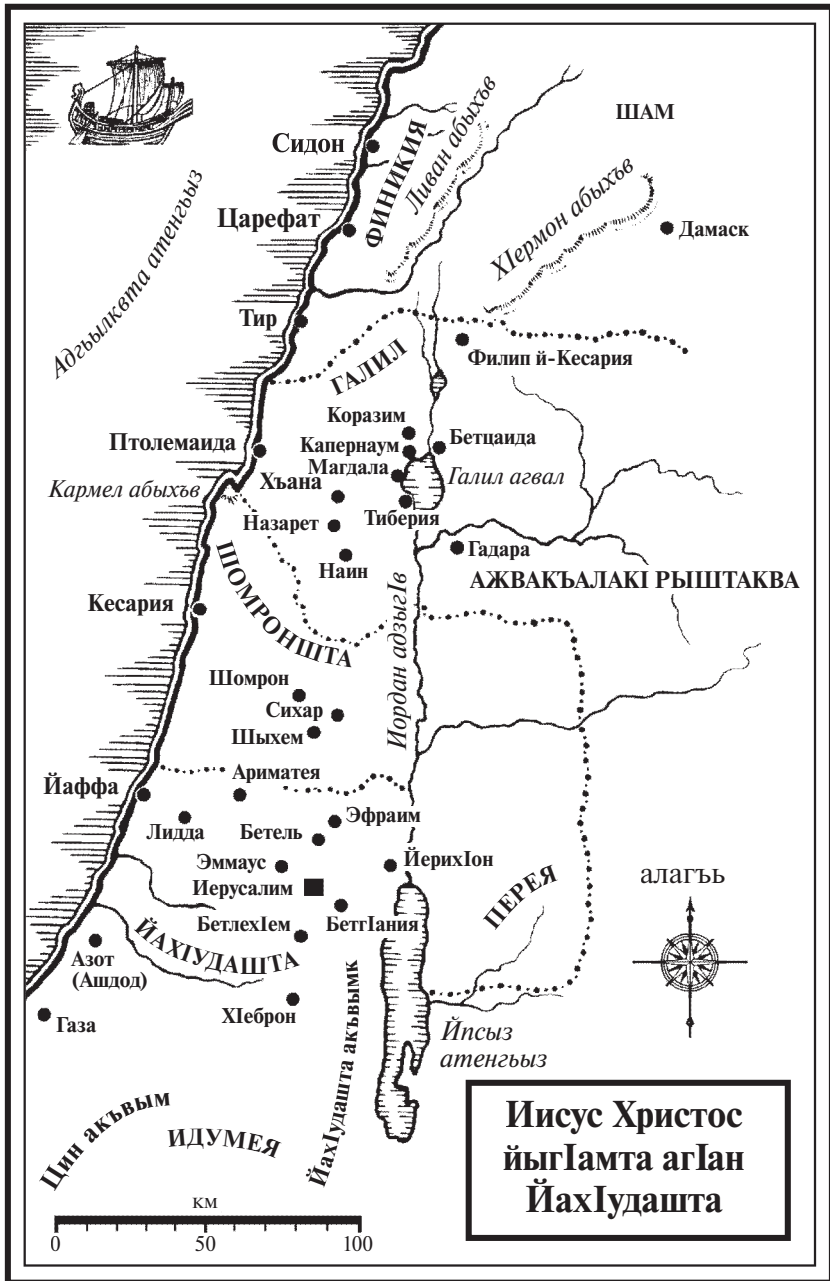 ШАМ
Сидон
ФИНИКИЯ
Ливан абыхъв
ХIермон абыхъв
Царефат
Дамаск
Адгьылквта атенгьыз
Тир
Филип й-Кесария
ГАЛИЛ
Коразим
Птолемаида
Капернаум
Бетцаида
Магдала
Галил агвал
Кармел абыхъв
Хъана
Тиберия
Назарет
Гадара
Наин
АЖВАКЪАЛАКI РЫШТАКВА
ШОМРОНШТА
Кесария
Иордан адзыгIв
Шомрон
Сихар
Шыхем
Йаффа
Ариматея
Эфраим
Лидда
Бетель
Эммаус
ЙерихIон
Иерусалим
ПЕРЕЯ
алагъь
БетлехIем
БетгIания
ЙАХIУДАШТА
Азот
(Ашдод)
ХIеброн
Газа
Йпсыз
атенгьыз
ЙахIудашта акъвымк
Цин акъвым
ИДУМЕЯ
Иисус Христос
йыгIамта агIан
ЙахIудашта
км
0 50 100